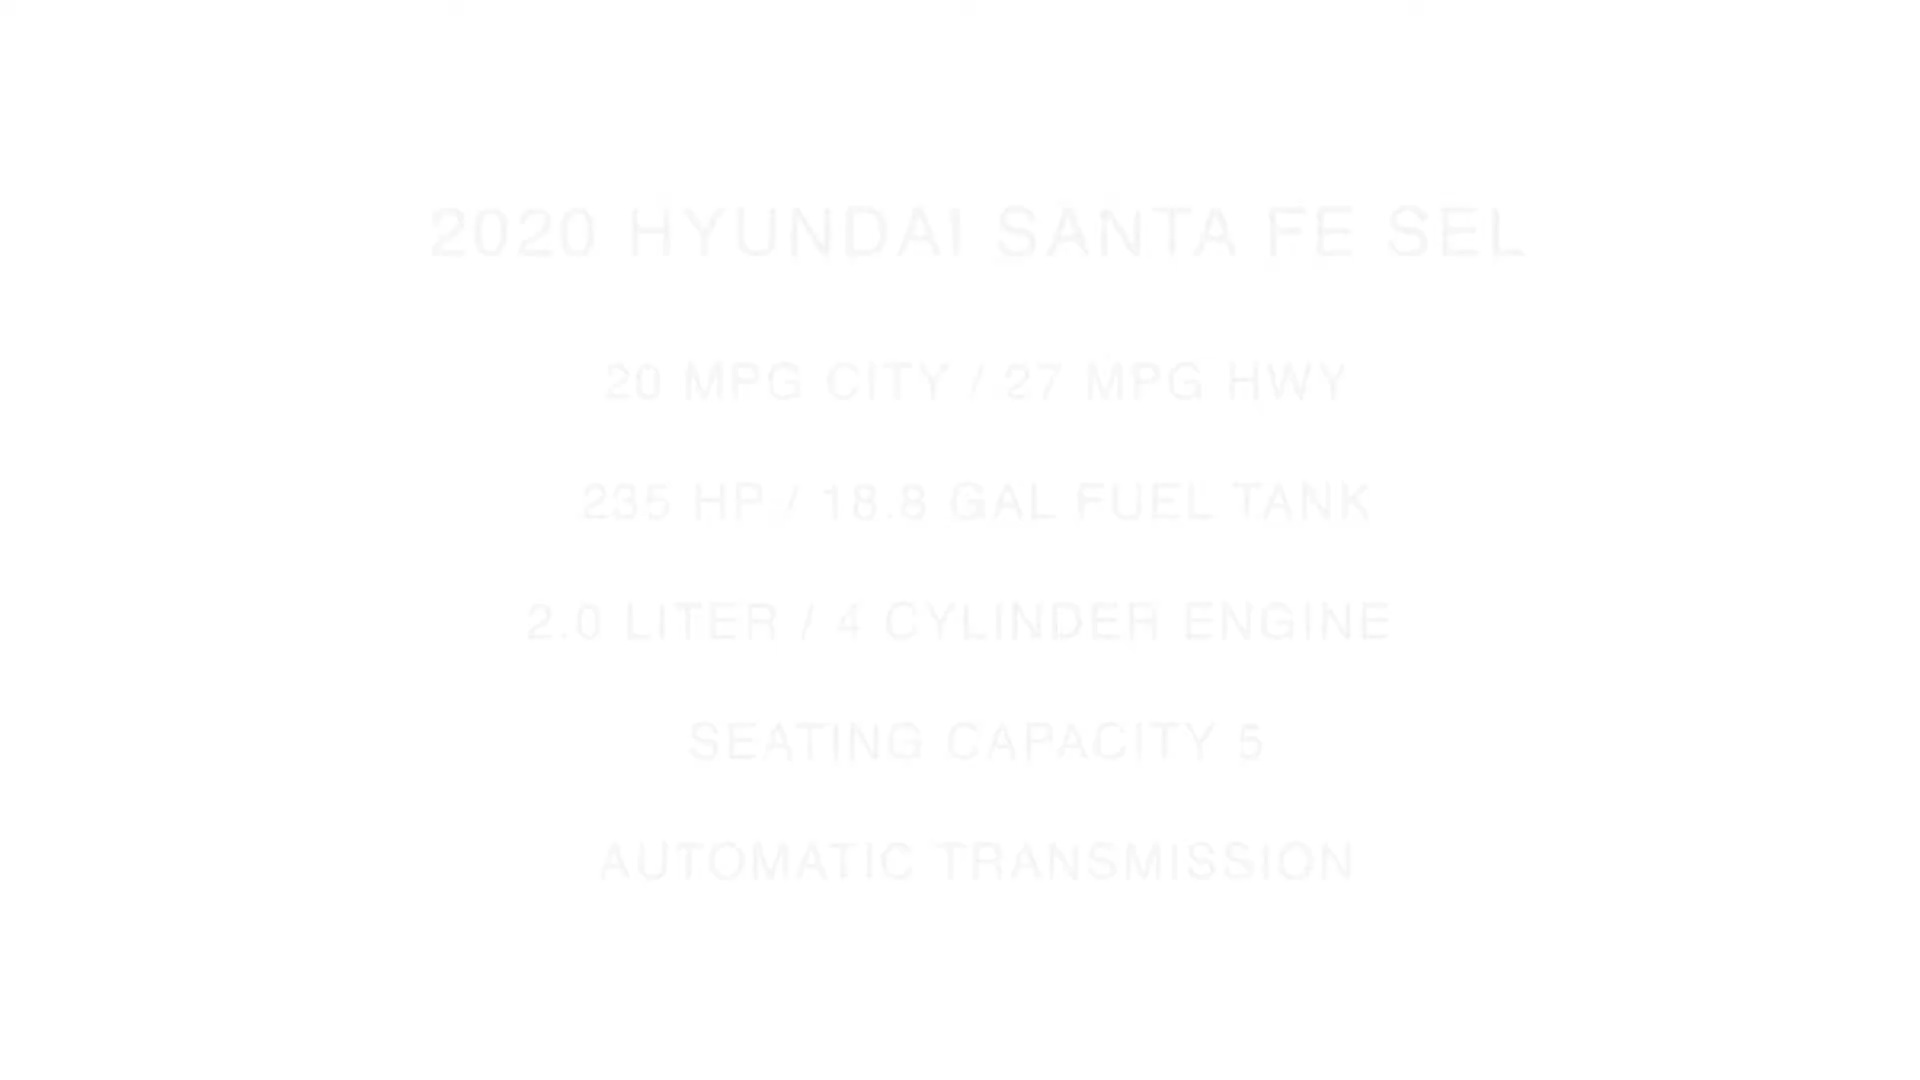 2020 HYUNDAI SANTA FE SEL
20 MPG CITY / 27 MPG HWY
235 HP / 18.8 GAL FUEL TANK
2.0 LITER / 4 CYLINDER ENGINE
SEATING CAPACITY 5
AUTOMATIC TRANSMISSION